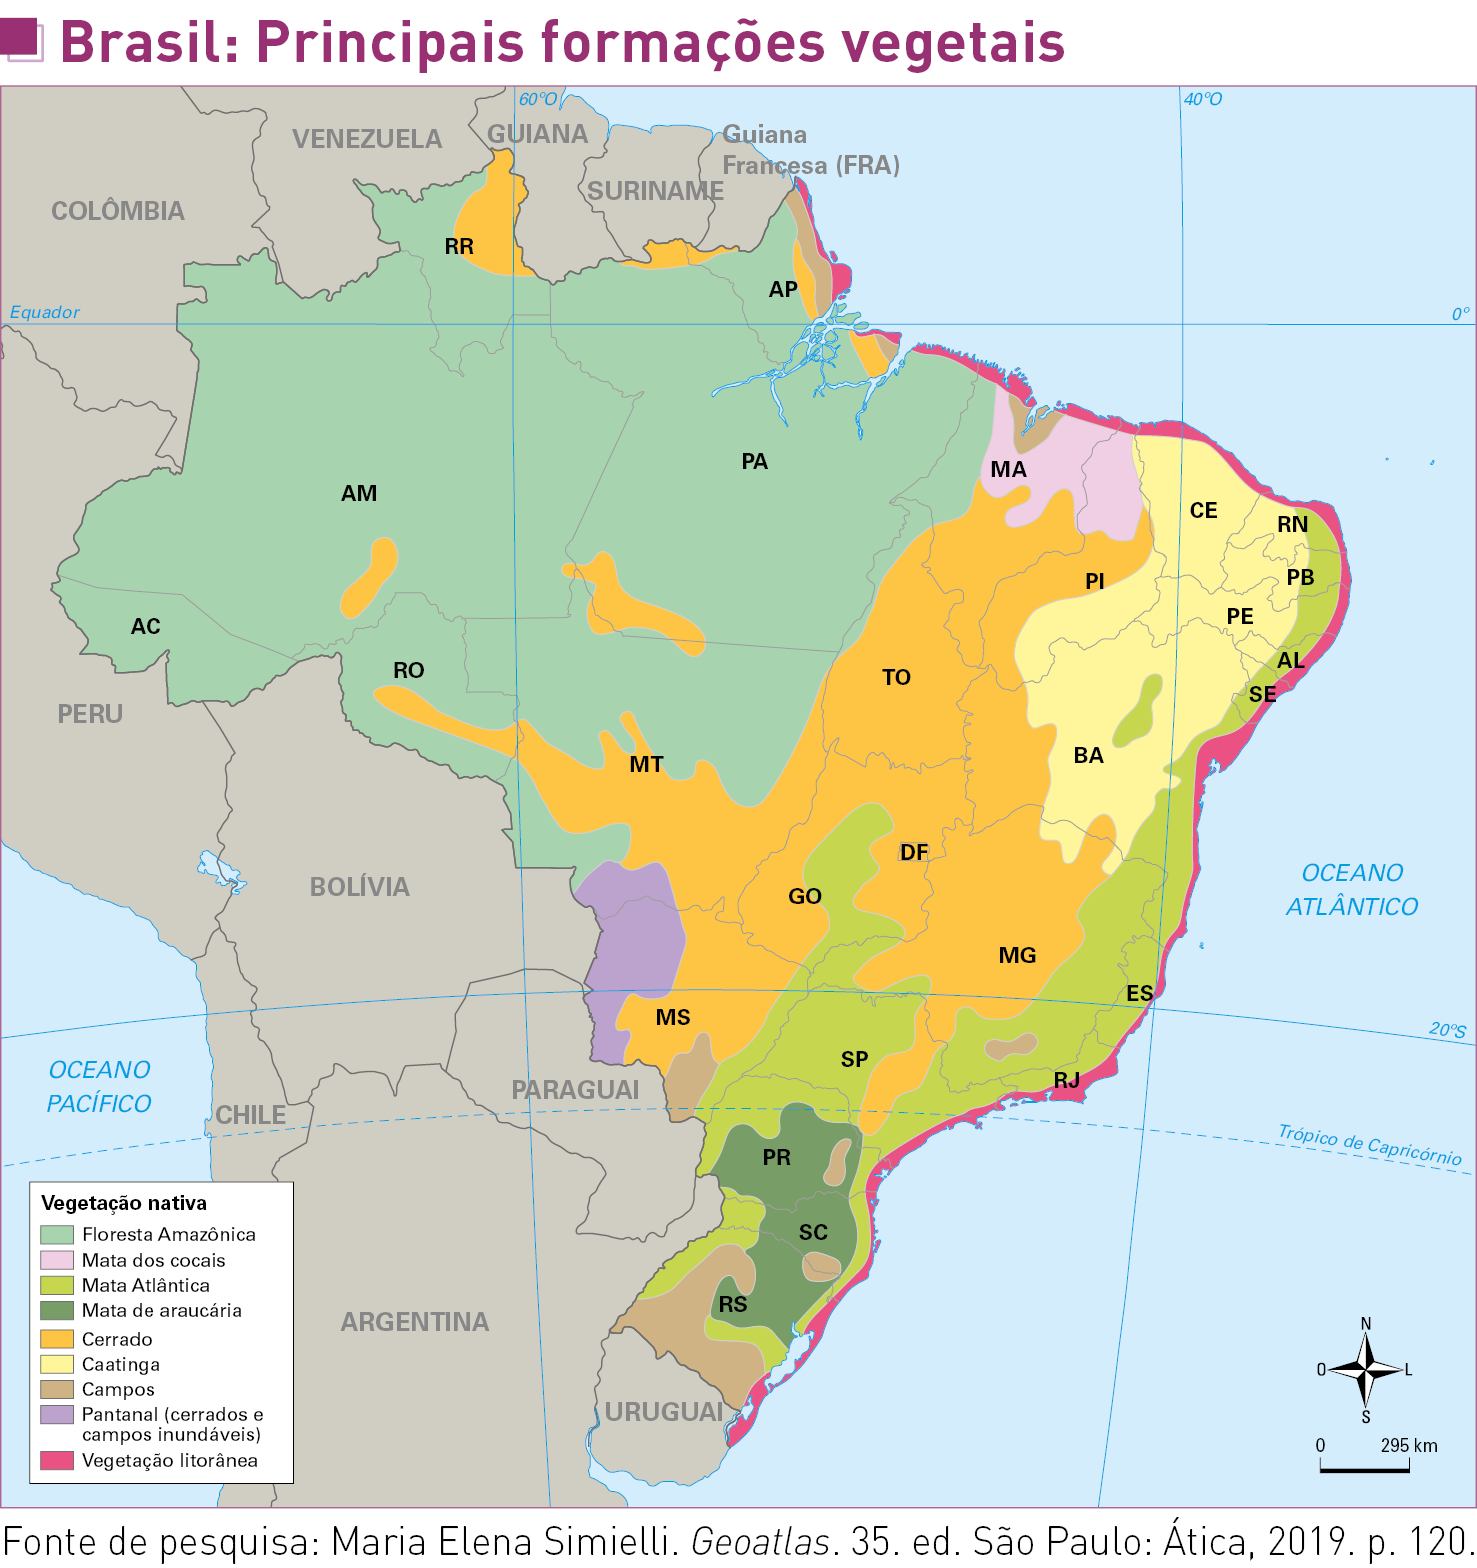 Brasil: Principais formações vegetais
60°O
40°O
VENEZUELA
GUIANA
Guiana
Francesa (FRA)
SURINAME
COLÔMBIA
RR
AP
Equador
0°
PA
MA
AM
CE
RN
PI
PB
PE
AC
AL
RO
TO
SE
PERU
BA
MT
DF
OCEANO
ATLÂNTICO
BOLÍVIA
GO
MG
ES
MS
20°S
SP
OCEANO
PACÍFICO
RJ
PARAGUAI
CHILE
Trópico de Capricórnio
PR
SC
RS
ARGENTINA
URUGUAI
Vegetação nativa
Floresta Amazônica
Mata dos cocais
Mata Atlântica
Mata de araucária
Cerrado
Caatinga
Campos
Pantanal (cerrados e
campos inundáveis)
Vegetação litorânea
N
O
L
S
0 295 km
Fonte de pesquisa: Maria Elena Simielli. Geoatlas. 35. ed. São Paulo: Ática, 2019. p. 120.